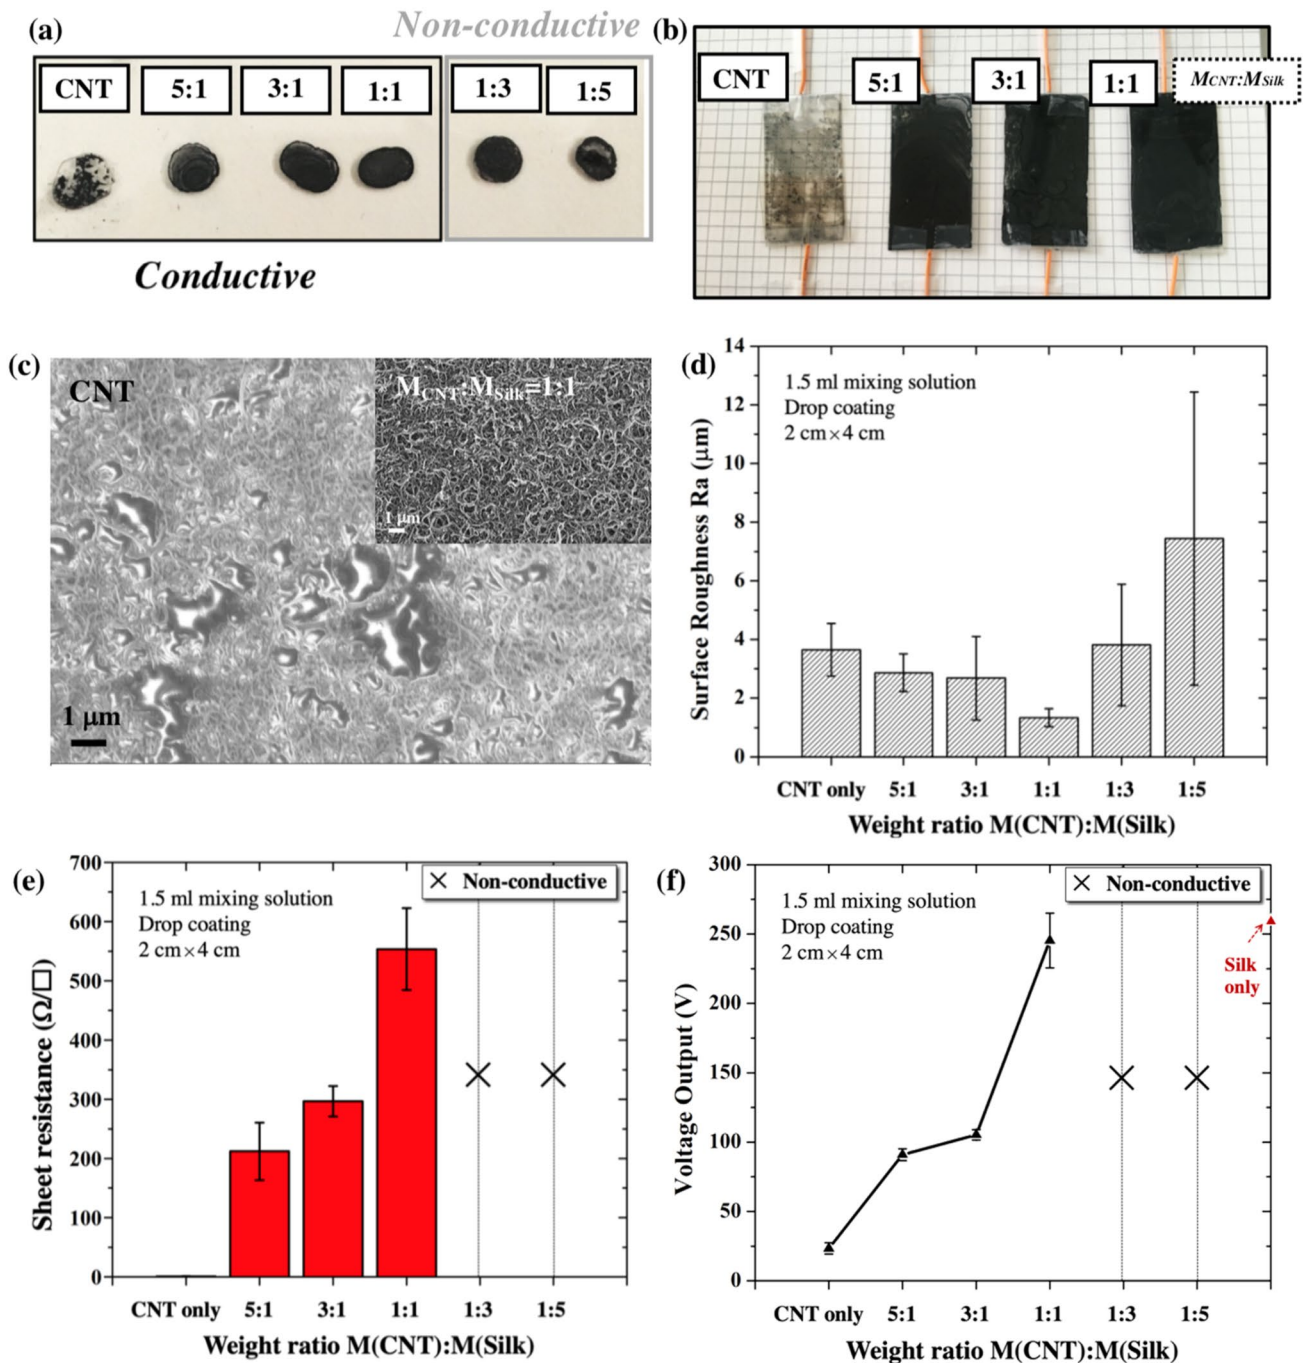 (a)
Non-conductive
CNT
5:1
3:1
1:1
1:3
1:5
Conductive
(b)
CNT
5:1
3:1
1:1
MCNT:MSilk
(c)
CNT
MCNT:MSilk=1:1
1 μm
1 μm
(d)
14
12
10
8
6
4
2
0
Surface Roughness Ra (μm)
1.5 ml mixing solution
Drop coating
2 cm×4 cm
CNT only 5:1 3:1 1:1 1:3 1:5
Weight ratio M(CNT):M(Silk)
(e)
700
600
500
400
300
200
100
0
Sheet resistance (Ω/□)
1.5 ml mixing solution
Drop coating
2 cm×4 cm
× Non-conductive
CNT only 5:1 3:1 1:1 1:3 1:5
Weight ratio M(CNT):M(Silk)
(f)
300
250
200
150
100
50
0
Voltage Output (V)
1.5 ml mixing solution
Drop coating
2 cm×4 cm
× Non-conductive
Silk
only
CNT only 5:1 3:1 1:1 1:3 1:5
Weight ratio M(CNT):M(Silk)